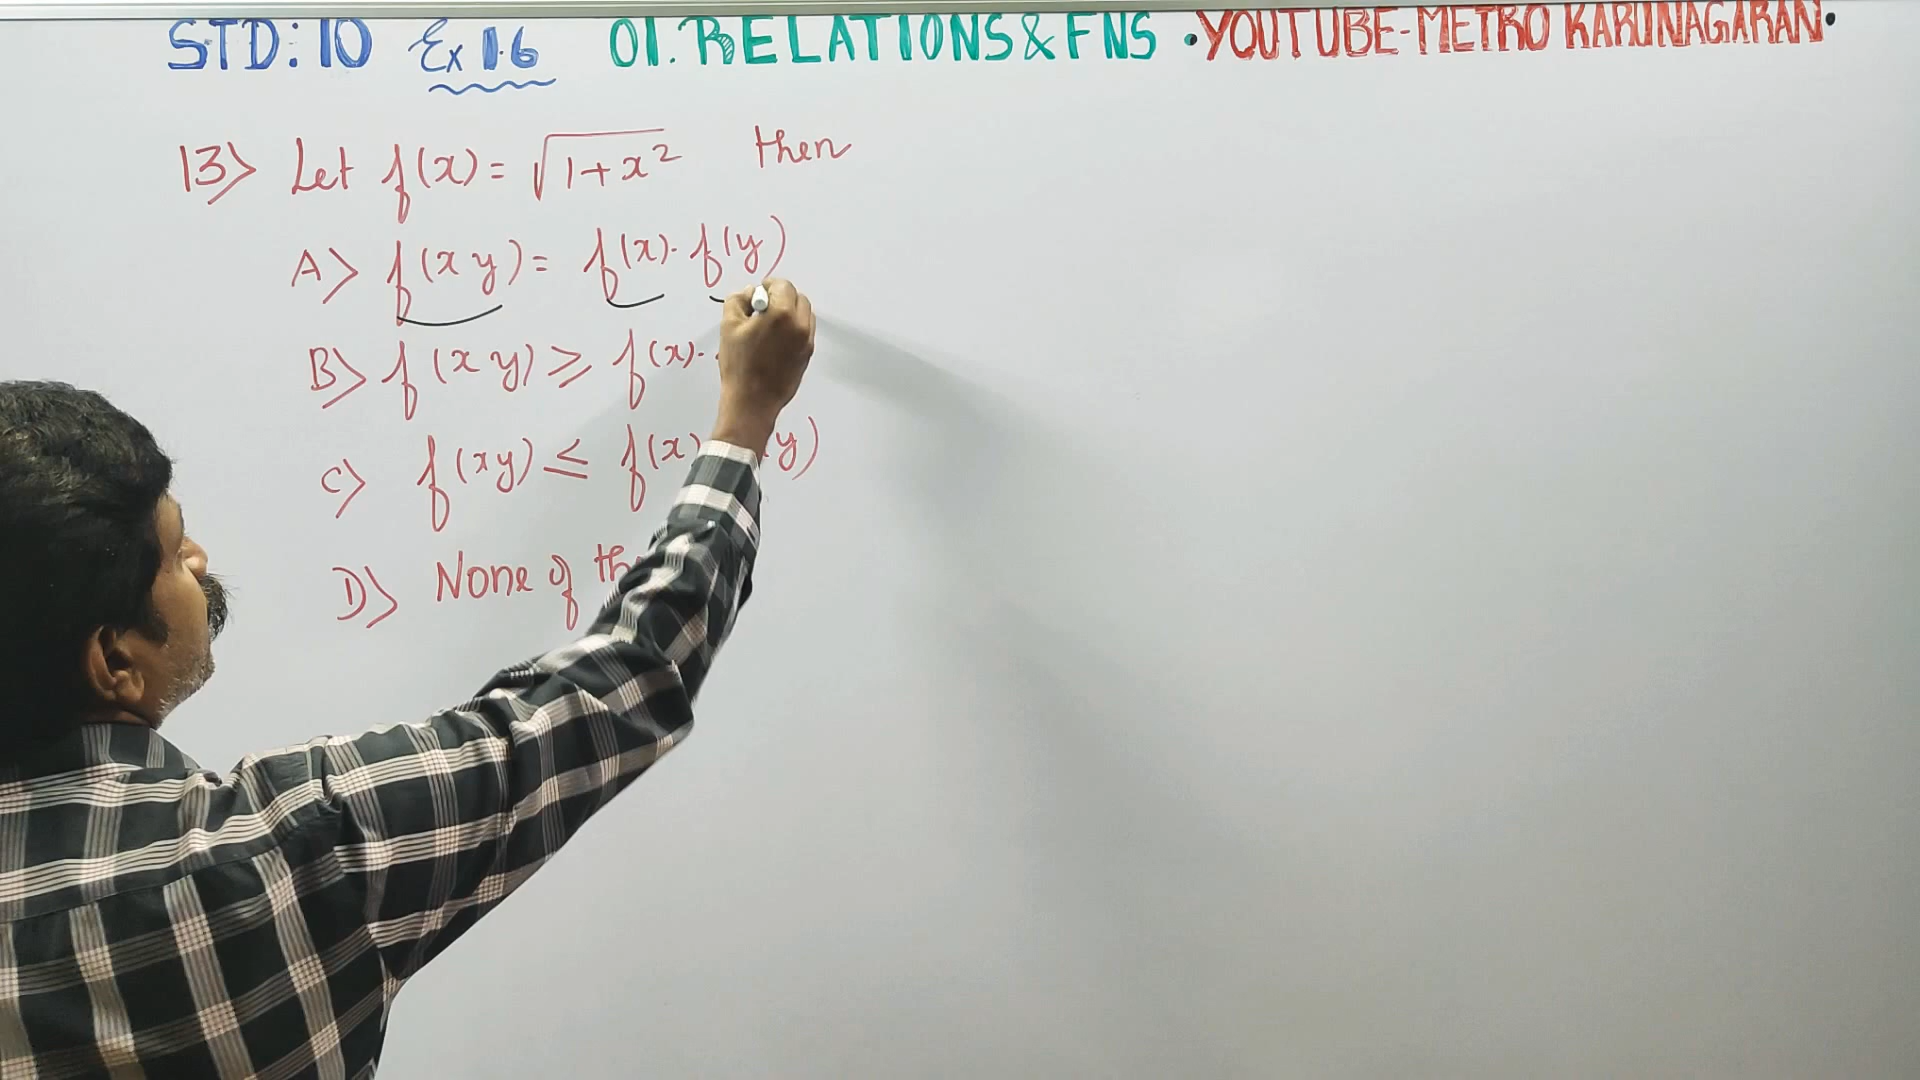 STD: 10 Ex 1.6 01. RELATIONS & FNS • YOUTUBE-METRO KARUNAGARAN •
13> Let f(x) = √1+x² then
A> f(xy) = f(x). f(y)
B> f(xy) ≥ f(x).
C> f(xy) ≤ f(x) y)
D> None of